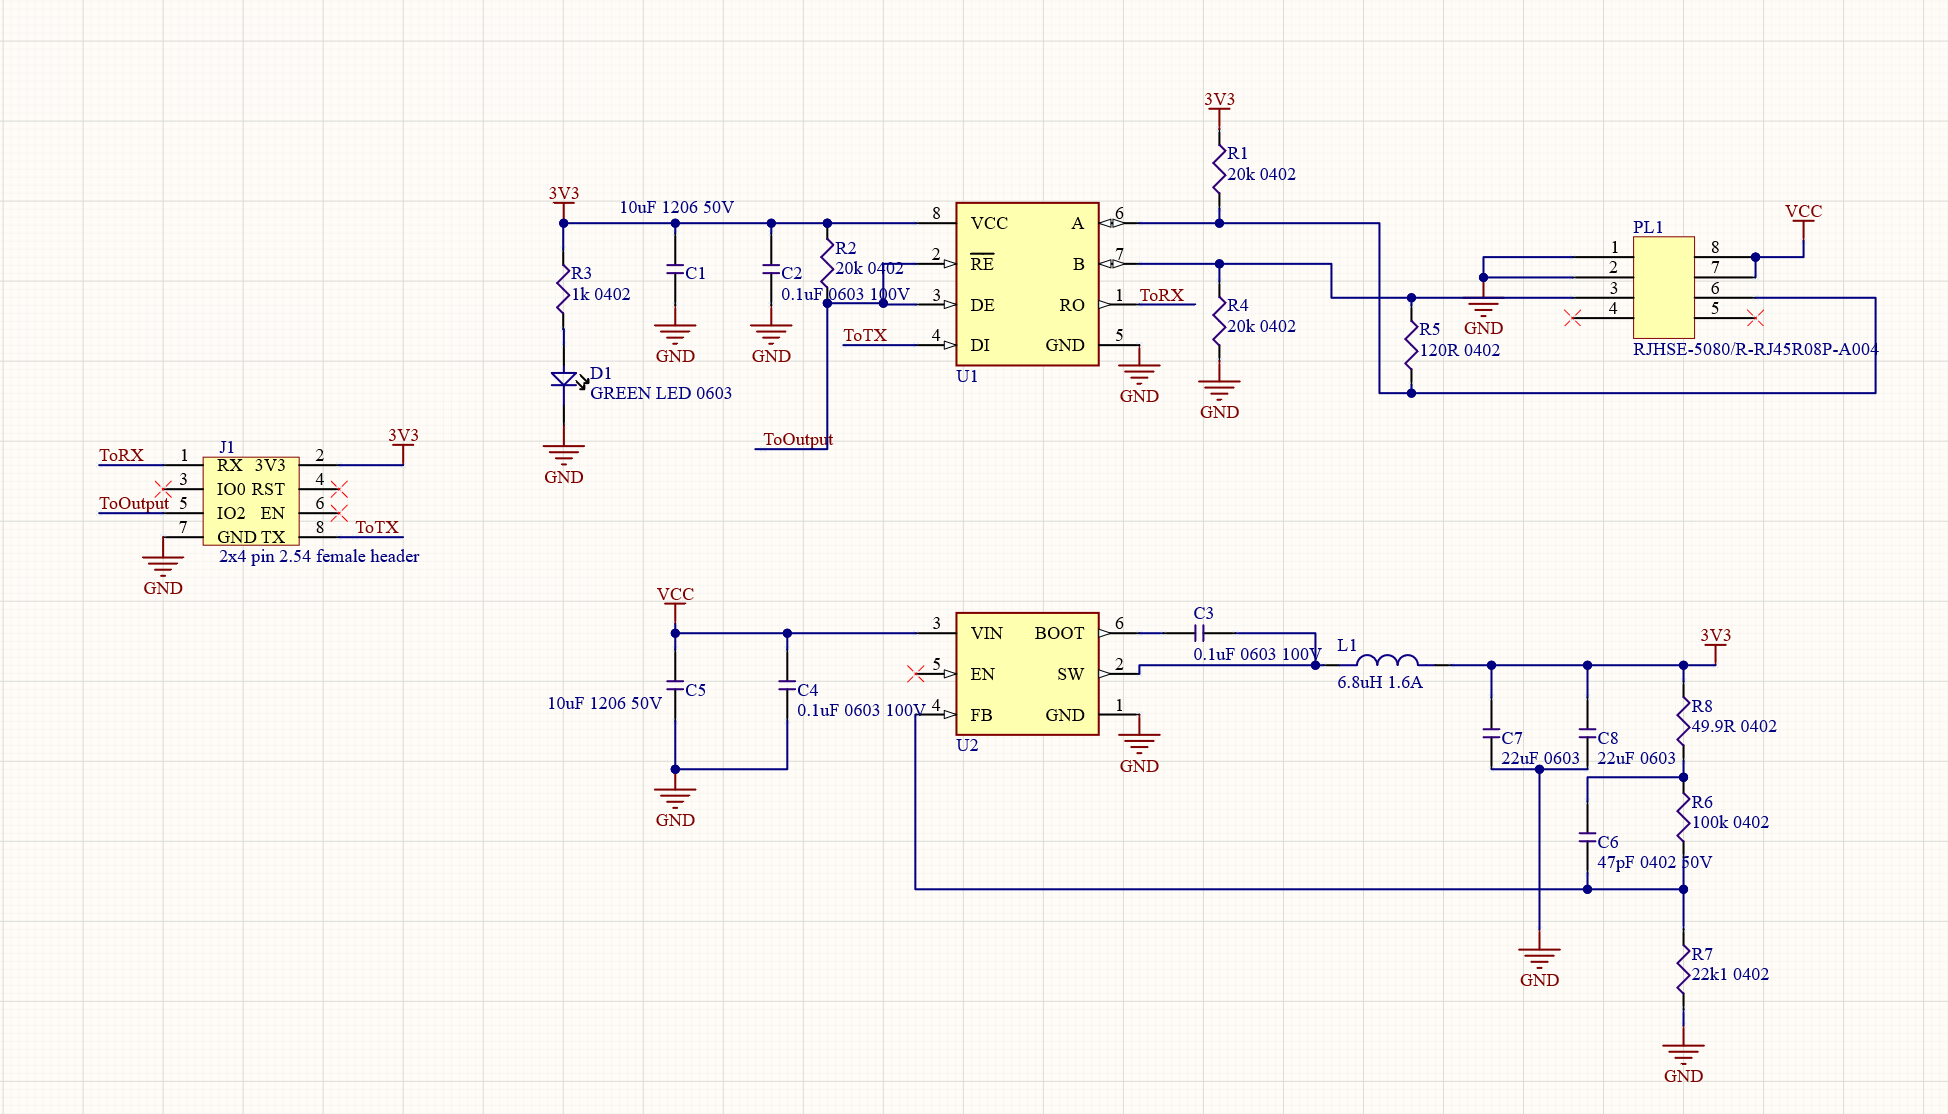 3V3
R1
20k 0402
3V3
10uF 1206 50V
8
VCC
A
6
VCC
PL1
R2
20k 0402
2
RE
B
7
1
8
2
7
R3
1k 0402
C1
C2
0.1uF 0603 100V
3
DE
RO
1
ToRX
R4
20k 0402
3
6
4
5
GND
R5
120R 0402
ToTX
4
DI
GND
5
RJHSE-5080/R-RJ45R08P-A004
GND
GND
U1
D1
GREEN LED 0603
GND
GND
ToOutput
3V3
J1
ToRX
1
RX
3V3
2
GND
3
IO0
RST
4
ToOutput
5
IO2
EN
6
7
GND
TX
8
ToTX
2x4 pin 2.54 female header
GND
VCC
C3
3
VIN
BOOT
6
0.1uF 0603 100V
L1
6.8uH 1.6A
3V3
5
EN
SW
2
C5
10uF 1206 50V
C4
0.1uF 0603 100V
4
FB
GND
1
U2
GND
R8
49.9R 0402
C7
22uF 0603
C8
22uF 0603
GND
R6
100k 0402
C6
47pF 0402 50V
GND
R7
22k1 0402
GND